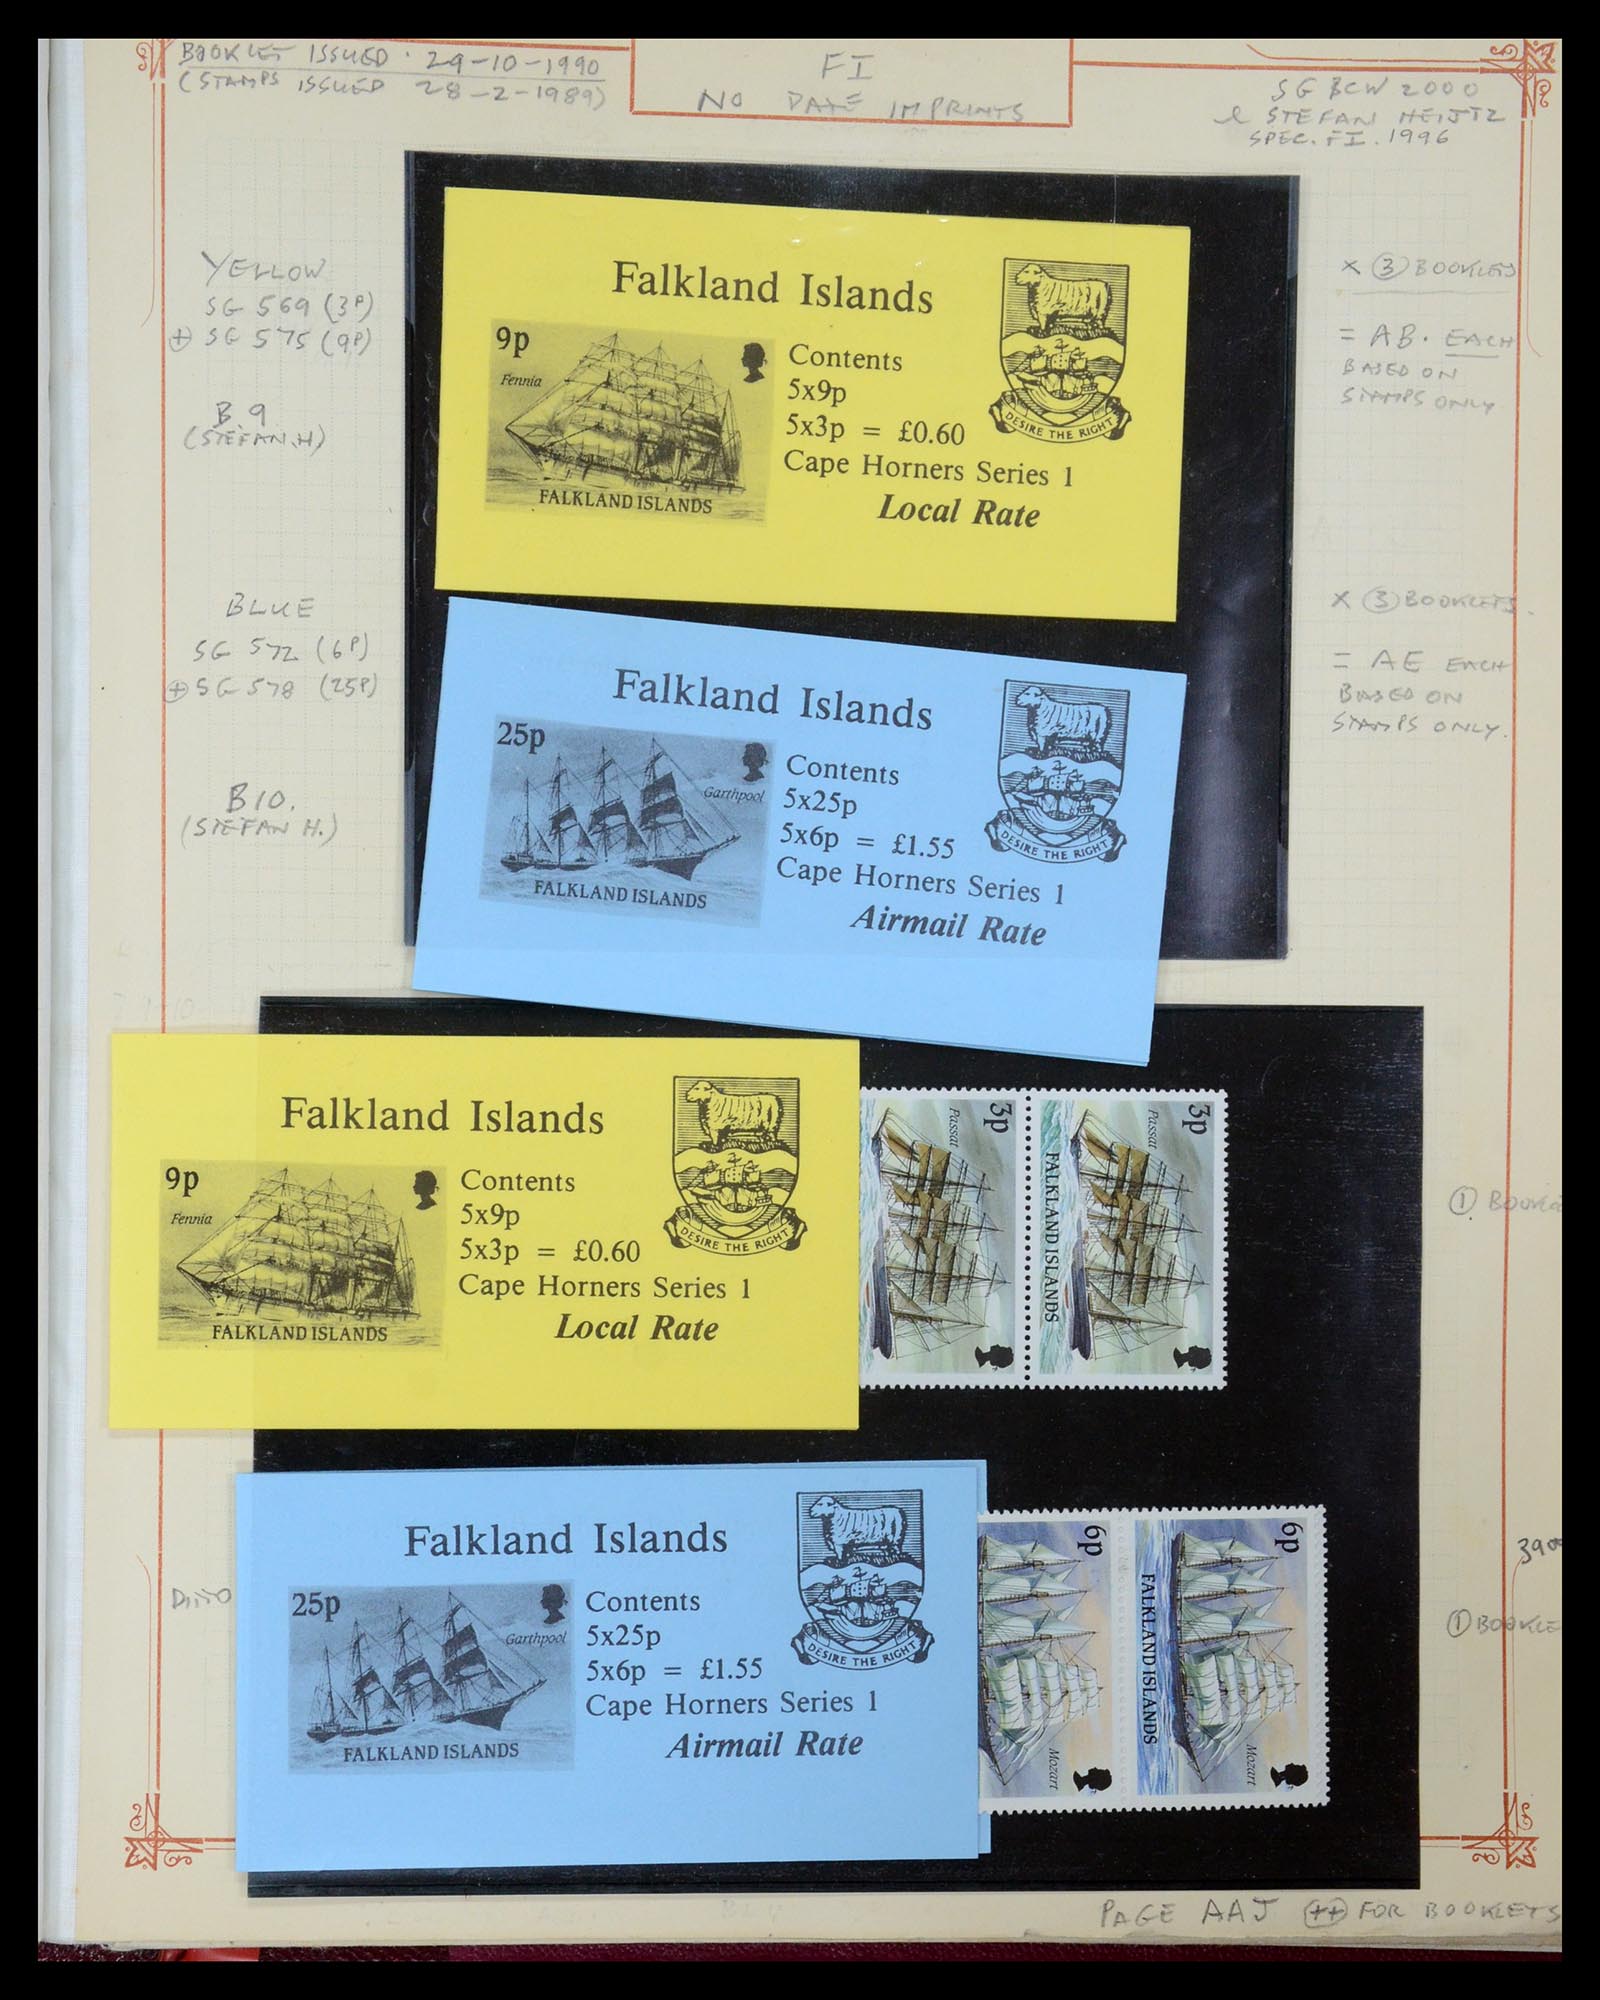 BOOKLET ISSUED · 29-10-1990
(STAMPS ISSUED 28-2-1989)
FI
NO DATE IMPRINTS
SG BCW 2000
STEFAN HEIJTZ
SPEC. FI. 1996
YELLOW
SG 569 (3P)
+ SG 575 (9P)
B.9
(STEFAN.H)
Falkland Islands
9p
Fennia
FALKLAND ISLANDS
Contents
5x9p
5x3p = £0.60
Cape Horners Series 1
Local Rate
DESIRE THE RIGHT
x 3 BOOKLETS
= AB. EACH
BASED ON
STAMPS ONLY
BLUE
SG 572 (6P)
+ SG 578 (25P)
B10.
(STEFAN H.)
Falkland Islands
25p
Garthpool
FALKLAND ISLANDS
Contents
5x25p
5x6p = £1.55
Cape Horners Series 1
Airmail Rate
DESIRE THE RIGHT
x 3 BOOKLETS.
= AE EACH
BASED ON
STAMPS ONLY.
Falkland Islands
9p
Fennia
FALKLAND ISLANDS
Contents
5x9p
5x3p = £0.60
Cape Horners Series 1
Local Rate
DESIRE THE RIGHT
3p
Passat
3p
Passat
FALKLAND ISLANDS
1
DITTO
Falkland Islands
25p
Garthpool
FALKLAND ISLANDS
Contents
5x25p
5x6p = £1.55
Cape Horners Series 1
Airmail Rate
DESIRE THE RIGHT
6p
Mozart
6p
FALKLAND ISLANDS
Mozart
1 BOOKLE
PAGE AAJ ++ FOR BOOKLETS